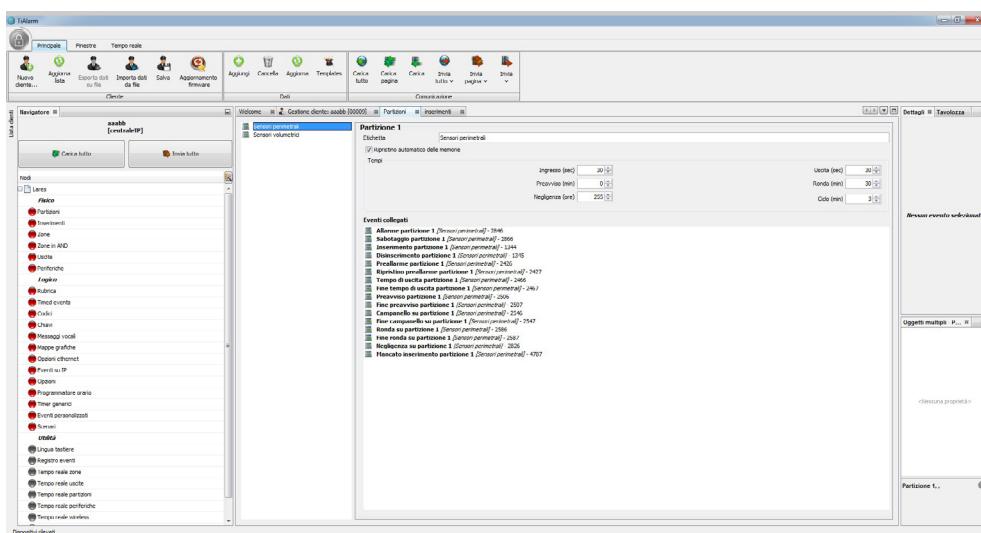 TiAlarm
Principale Finestre Tempo reale
Nuovo cliente... Aggiorna lista Esporta dati su file Importa dati da file Salva Aggiornamento firmware
Aggiungi Cancella Aggiorna Templates
Carica tutto Carica pagina Carica Invia tutto Invia pagina Invia
Cliente Dati Comunicazione
Lista clienti
Navigatore
aaabb
[centraleIP]
Carica tutto Invia tutto
Nodi
Lares
Fisico
Partizioni
Inserimenti
Zone
Zone in AND
Uscite
Periferiche
Logico
Rubrica
Timed events
Codici
Chiavi
Messaggi vocali
Mappe grafiche
Opzioni ethernet
Eventi su IP
Opzioni
Programmatore orario
Timer generici
Eventi personalizzati
Scenari
Utilità
Lingua tastiere
Registro eventi
Tempo reale zone
Tempo reale uscite
Tempo reale partizioni
Tempo reale periferiche
Tempo reale wireless
Dispositivi rilevati
Welcome Gestione cliente: aaabb [00009] Partizioni Inserimenti
Sensori perimetrali
Sensori volumetrici
Partizione 1
Etichetta Sensori perimetrali
Ripristino automatico delle memorie
Tempi
Ingresso (sec) 30 Uscita (sec) 30
Preavviso (min) 0 Ronda (min) 30
Negligenza (ore) 255 Ciclo (min) 3
Eventi collegati
Allarme partizione 1 [Sensori perimetrali] - 2846
Sabotaggio partizione 1 [Sensori perimetrali] - 2866
Inserimento partizione 1 [Sensori perimetrali] - 1344
Disinserimento partizione 1 [Sensori perimetrali] - 1345
Preallarme partizione 1 [Sensori perimetrali] - 2426
Ripristino preallarme partizione 1 [Sensori perimetrali] - 2427
Tempo di uscita partizione 1 [Sensori perimetrali] - 2466
Fine tempo di uscita partizione 1 [Sensori perimetrali] - 2467
Preavviso partizione 1 [Sensori perimetrali] - 2506
Fine preavviso partizione 1 [Sensori perimetrali] - 2507
Campanello su partizione 1 [Sensori perimetrali] - 2546
Fine campanello su partizione 1 [Sensori perimetrali] - 2547
Ronda su partizione 1 [Sensori perimetrali] - 2586
Fine ronda su partizione 1 [Sensori perimetrali] - 2587
Negligenza su partizione 1 [Sensori perimetrali] - 2826
Mancato inserimento partizione 1 [Sensori perimetrali] - 4707
Dettagli Tavolozza
Nessun evento selezionat
Oggetti multipli - P...
<Nessuna proprietà>
Partizione 1, .